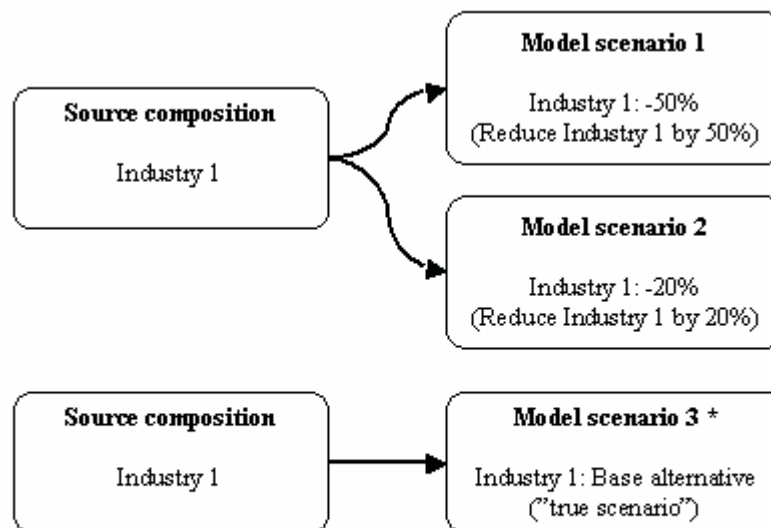 Model scenario 1
Industry 1: -50%
(Reduce Industry 1 by 50%)
Source composition
Industry 1
Model scenario 2
Industry 1: -20%
(Reduce Industry 1 by 20%)
Source composition
Industry 1
Model scenario 3 *
Industry 1: Base alternative
("true scenario")